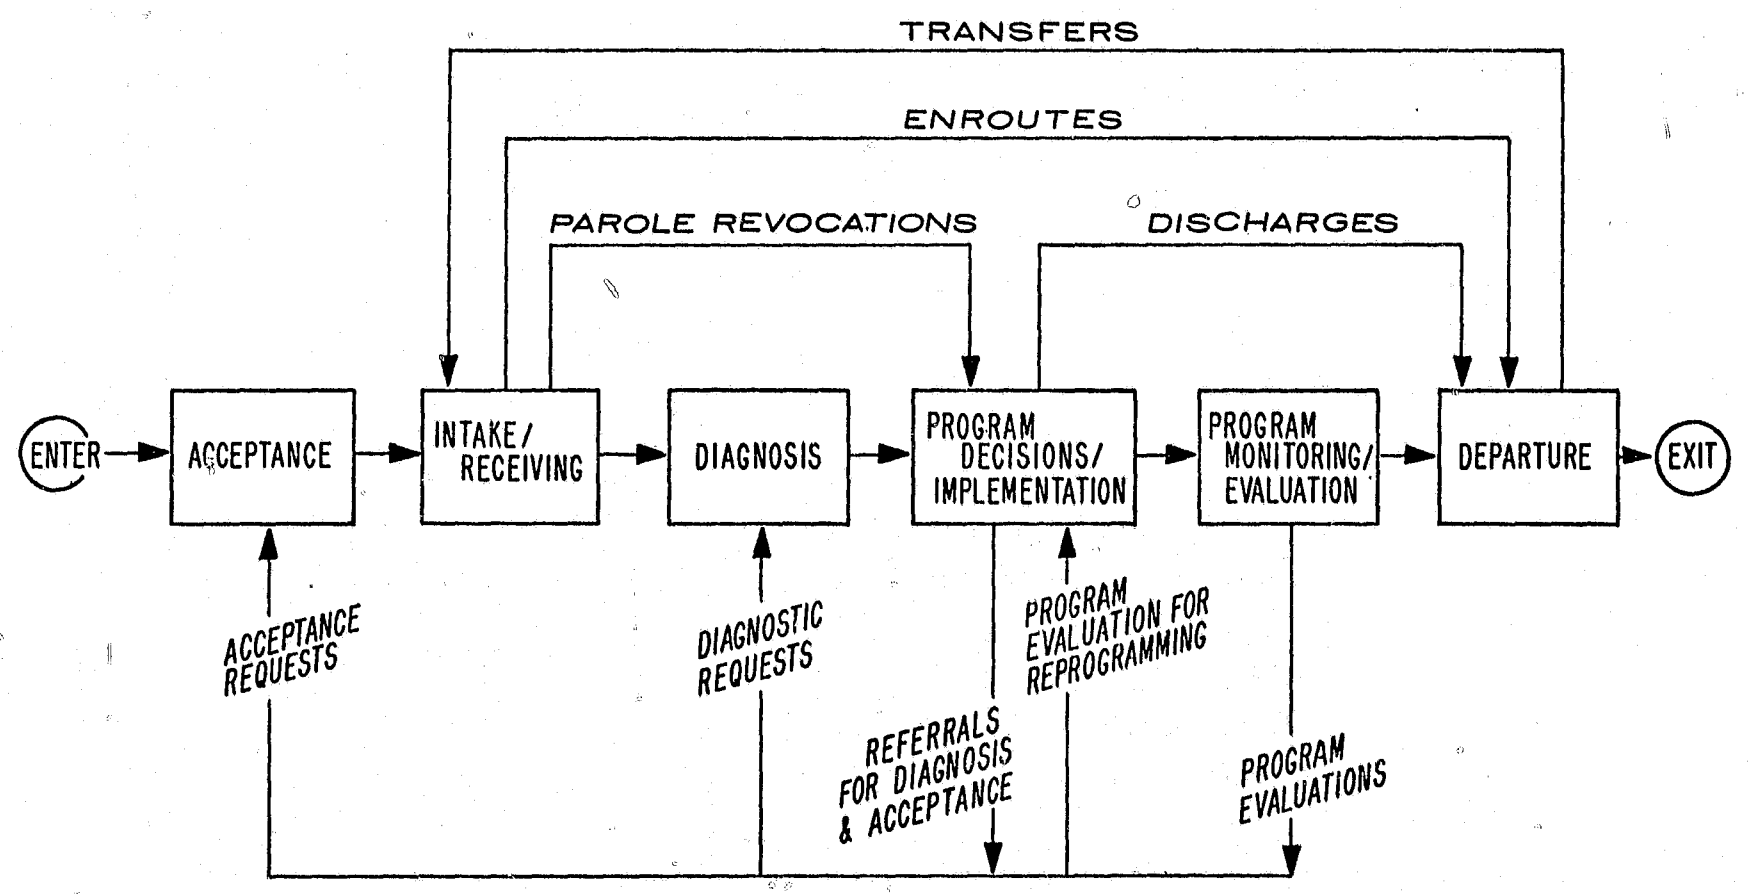 TRANSFERS
ENROUTES
PAROLE REVOCATIONS
DISCHARGES
ENTER
ACCEPTANCE
INTAKE/
RECEIVING
DIAGNOSIS
PROGRAM
DECISIONS/
IMPLEMENTATION
PROGRAM
MONITORING/
EVALUATION
DEPARTURE
EXIT
ACCEPTANCE
REQUESTS
DIAGNOSTIC
REQUESTS
PROGRAM
EVALUATION FOR
REPROGRAMMING
REFERRALS
FOR DIAGNOSIS
& ACCEPTANCE
PROGRAM
EVALUATIONS